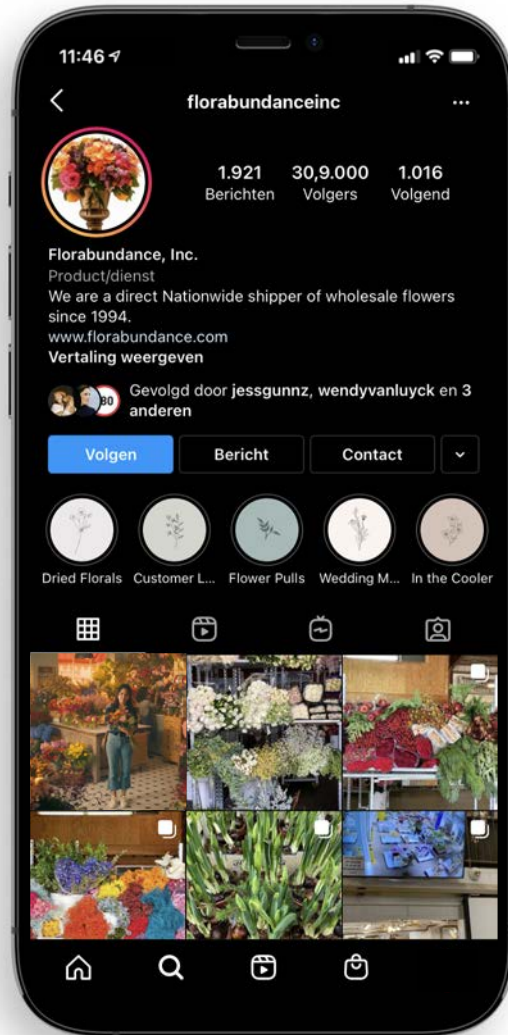 11:46
florabundanceinc
1.921 30,9.000 1.016
Berichten Volgers Volgend
Florabundance, Inc.
Product/dienst
We are a direct Nationwide shipper of wholesale flowers
since 1994.
www.florabundance.com
Vertaling weergeven
80
Gevolgd door jessgunnz, wendyvanluyck en 3
anderen
Volgen Bericht Contact
Dried Florals Customer L... Flower Pulls Wedding M... In the Cooler